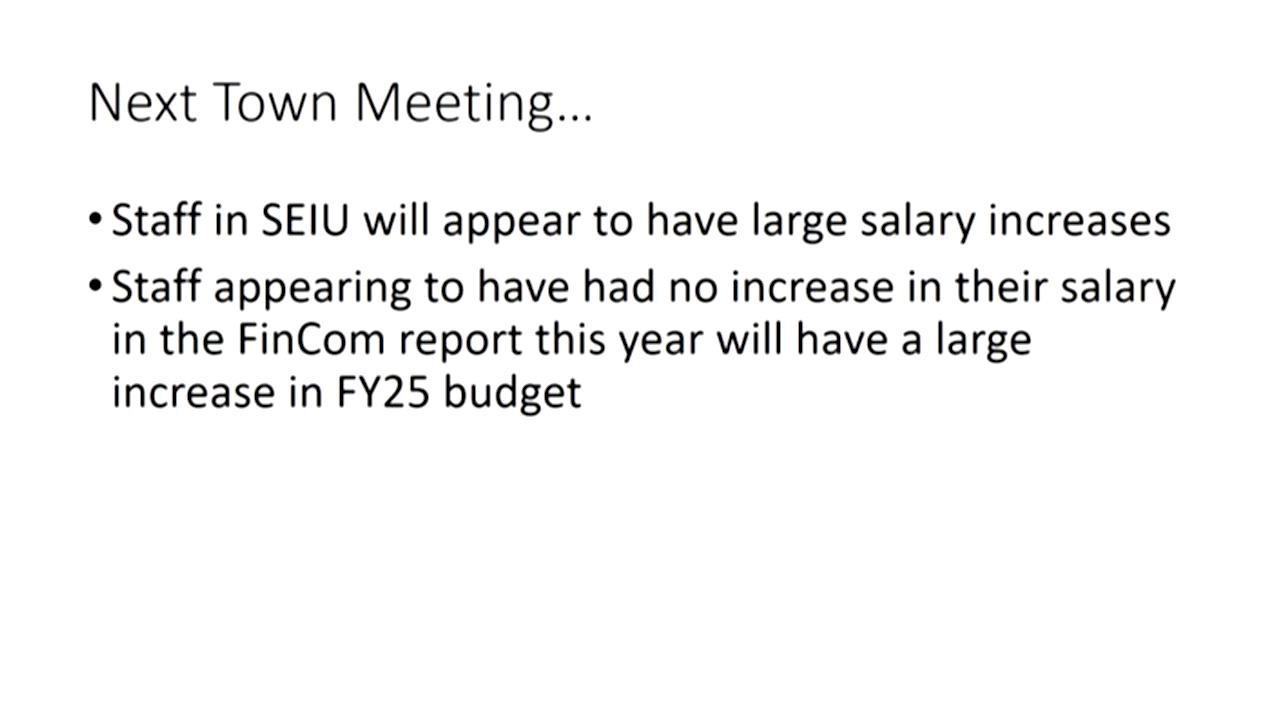 Next Town Meeting...
• Staff in SEIU will appear to have large salary increases
• Staff appearing to have had no increase in their salary
in the FinCom report this year will have a large
increase in FY25 budget